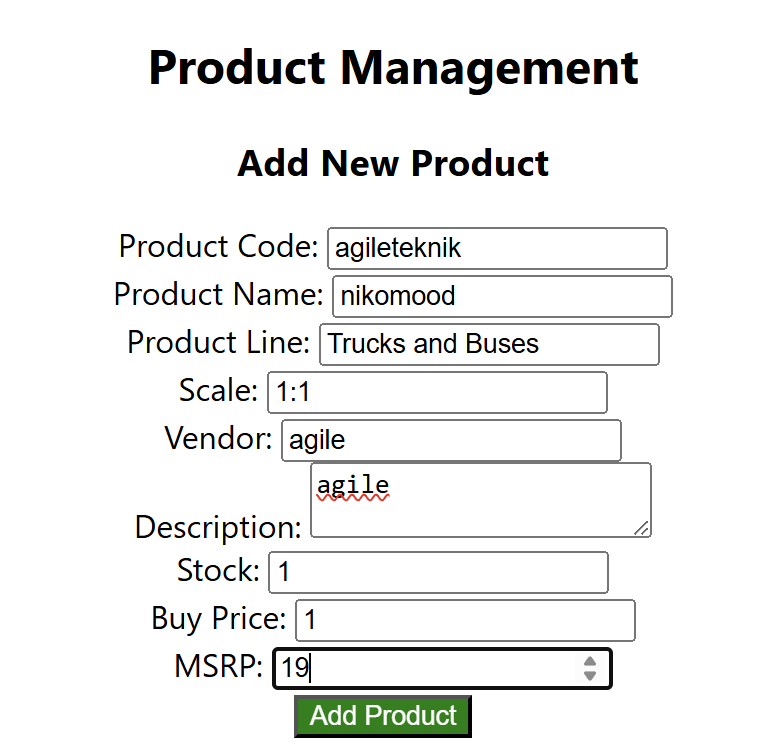 Product Management
Add New Product
Product Code: agileteknik
Product Name: nikomood
Product Line: Trucks and Buses
Scale: 1:1
Vendor: agile
Description: agile
Stock: 1
Buy Price: 1
MSRP: 19
Add Product